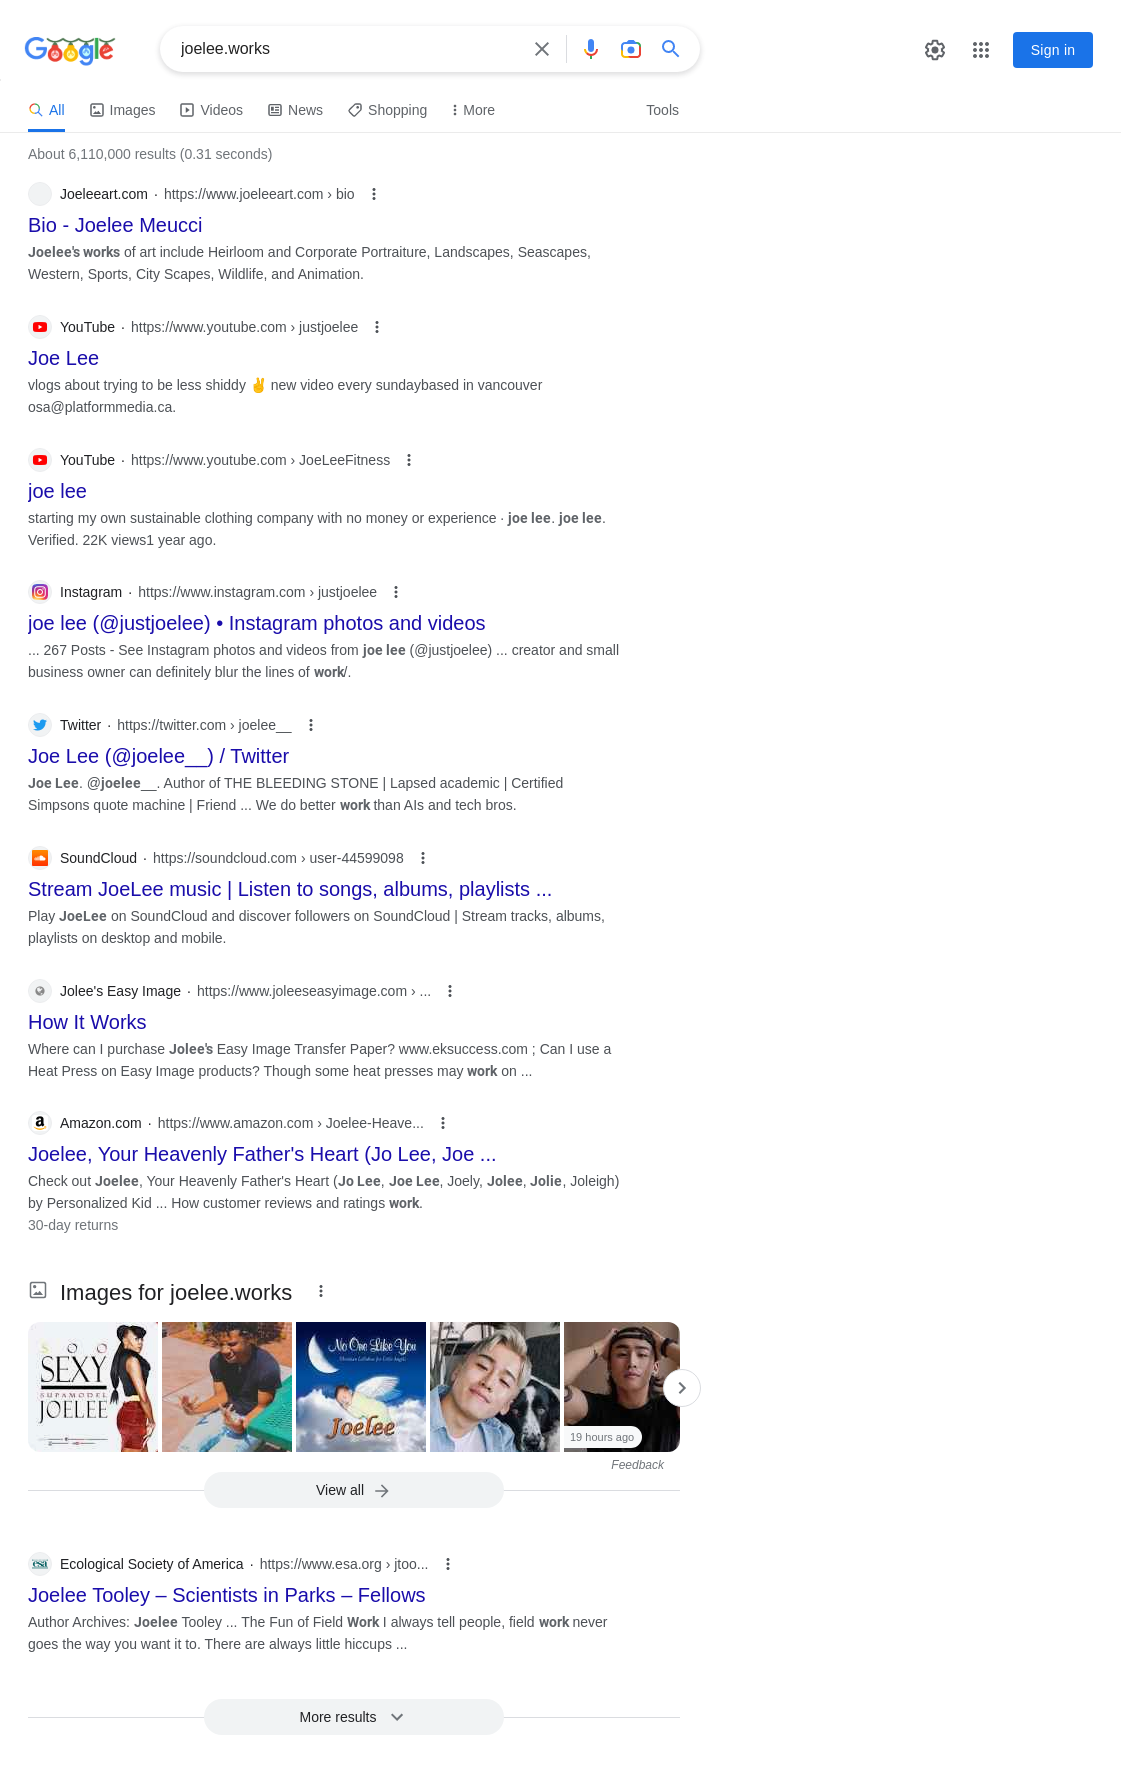 Google
joelee.works
Sign in
All
Images
Videos
News
Shopping
More
Tools
About 6,110,000 results (0.31 seconds)
Joeleeart.com · https://www.joeleeart.com › bio
Bio - Joelee Meucci
Joelee's works of art include Heirloom and Corporate Portraiture, Landscapes, Seascapes,
Western, Sports, City Scapes, Wildlife, and Animation.
YouTube · https://www.youtube.com › justjoelee
Joe Lee
vlogs about trying to be less shiddy ✌️ new video every sundaybased in vancouver
osa@platformmedia.ca.
YouTube · https://www.youtube.com › JoeLeeFitness
joe lee
starting my own sustainable clothing company with no money or experience · joe lee. joe lee.
Verified. 22K views1 year ago.
Instagram · https://www.instagram.com › justjoelee
joe lee (@justjoelee) • Instagram photos and videos
... 267 Posts - See Instagram photos and videos from joe lee (@justjoelee) ... creator and small
business owner can definitely blur the lines of work/.
Twitter · https://twitter.com › joelee__
Joe Lee (@joelee__) / Twitter
Joe Lee. @joelee__. Author of THE BLEEDING STONE | Lapsed academic | Certified
Simpsons quote machine | Friend ... We do better work than AIs and tech bros.
SoundCloud · https://soundcloud.com › user-44599098
Stream JoeLee music | Listen to songs, albums, playlists ...
Play JoeLee on SoundCloud and discover followers on SoundCloud | Stream tracks, albums,
playlists on desktop and mobile.
Jolee's Easy Image · https://www.joleeseasyimage.com › ...
How It Works
Where can I purchase Jolee's Easy Image Transfer Paper? www.eksuccess.com ; Can I use a
Heat Press on Easy Image products? Though some heat presses may work on ...
a
Amazon.com · https://www.amazon.com › Joelee-Heave...
Joelee, Your Heavenly Father's Heart (Jo Lee, Joe ...
Check out Joelee, Your Heavenly Father's Heart (Jo Lee, Joe Lee, Joely, Jolee, Jolie, Joleigh)
by Personalized Kid ... How customer reviews and ratings work.
30-day returns
Images for joelee.works
SOO
SEXY
SUPAMODEL
JOELEE
No One Like You
Christian Lullabies for Little Angels
Joelee
19 hours ago
Feedback
View all
esa
Ecological Society of America · https://www.esa.org › jtoo...
Joelee Tooley – Scientists in Parks – Fellows
Author Archives: Joelee Tooley ... The Fun of Field Work I always tell people, field work never
goes the way you want it to. There are always little hiccups ...
More results